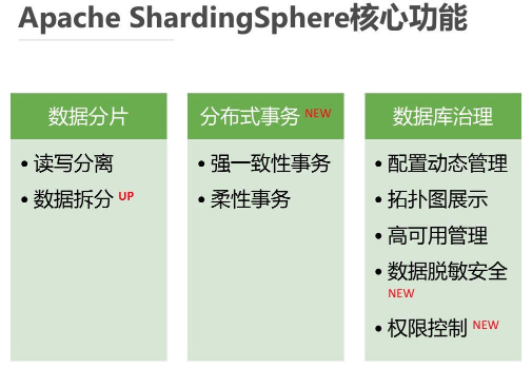 Apache ShardingSphere核心功能
数据分片
• 读写分离
• 数据拆分 UP
分布式事务 NEW
• 强一致性事务
• 柔性事务
数据库治理
• 配置动态管理
• 拓扑图展示
• 高可用管理
• 数据脱敏安全
NEW
• 权限控制 NEW